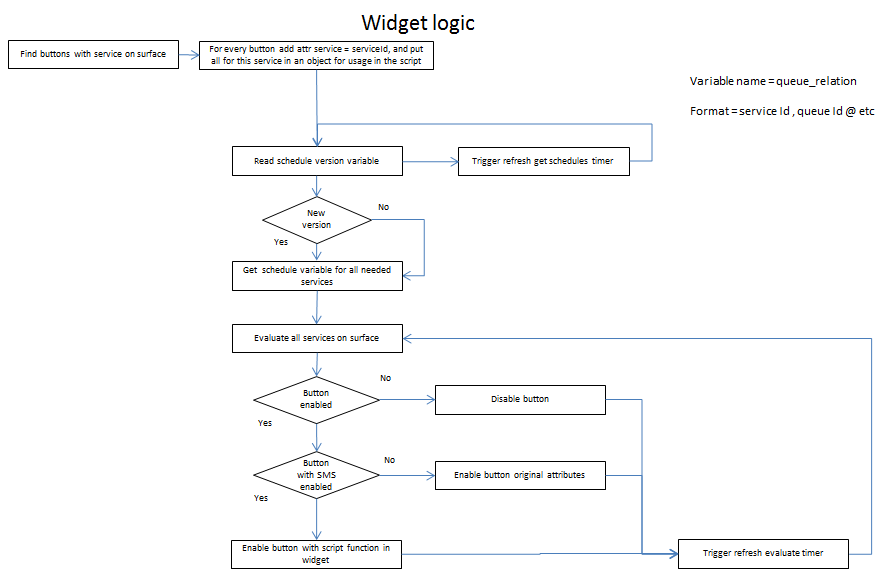 Widget logic
Find buttons with service on surface
For every button add attr service = serviceId, and put
all for this service in an object for usage in the script
Variable name = queue_relation
Format = service Id , queue Id @ etc
Read schedule version variable
Trigger refresh get schedules timer
New
version
No
Yes
Get schedule variable for all needed
services
Evaluate all services on surface
Button
enabled
No
Yes
Disable button
Button
with SMS
enabled
No
Yes
Enable button original attributes
Enable button with script function in
widget
Trigger refresh evaluate timer